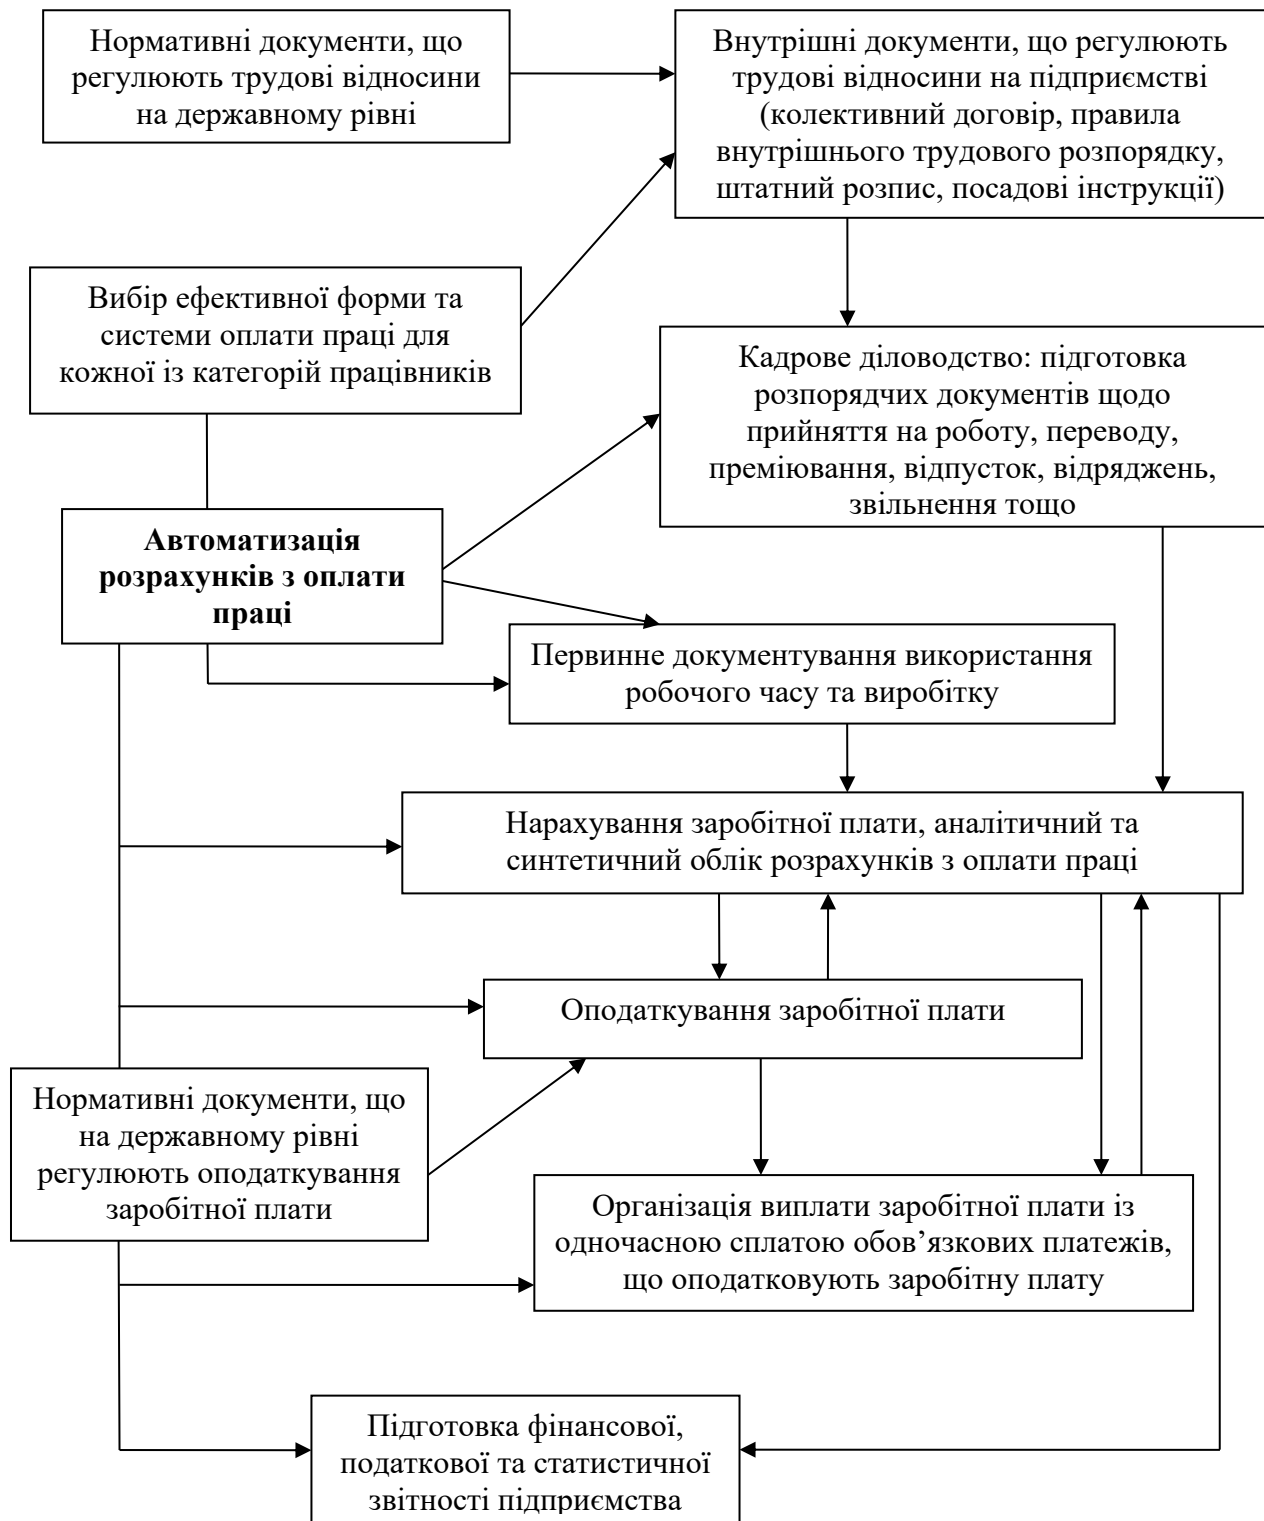 Нормативні документи, що
регулюють трудові відносини
на державному рівні
Внутрішні документи, що регулюють
трудові відносини на підприємстві
(колективний договір, правила
внутрішнього трудового розпорядку,
штатний розпис, посадові інструкції)
Вибір ефективної форми та
системи оплати праці для
кожної із категорій працівників
Кадрове діловодство: підготовка
розпорядчих документів щодо
прийняття на роботу, переводу,
преміювання, відпусток, відряджень,
звільнення тощо
Автоматизація
розрахунків з оплати
праці
Первинне документування використання
робочого часу та виробітку
Нарахування заробітної плати, аналітичний та
синтетичний облік розрахунків з оплати праці
Оподаткування заробітної плати
Нормативні документи, що
на державному рівні
регулюють оподаткування
заробітної плати
Організація виплати заробітної плати із
одночасною сплатою обов’язкових платежів,
що оподатковують заробітну плату
Підготовка фінансової,
податкової та статистичної
звітності підприємства